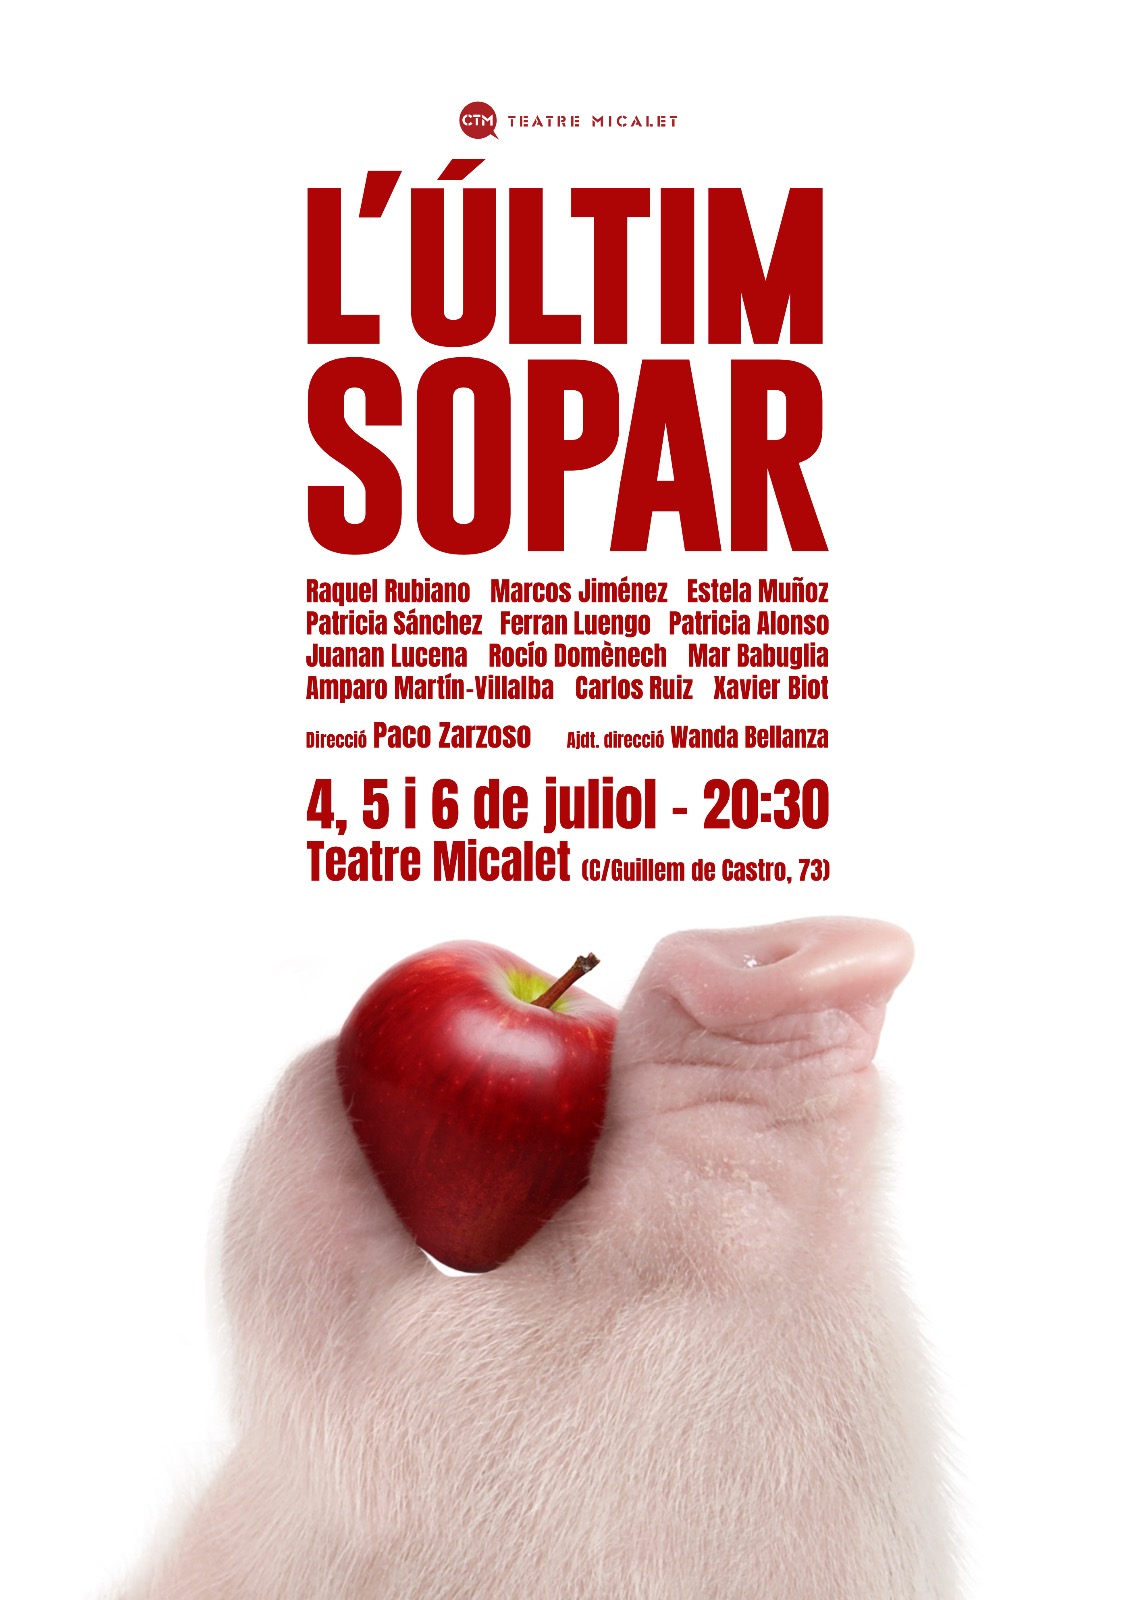 CTM TEATRE MICALET
L'ÚLTIM
SOPAR
Raquel Rubiano Marcos Jiménez Estela Muñoz
Patricia Sánchez Ferran Luengo Patricia Alonso
Juanan Lucena Rocío Domènech Mar Babuglia
Amparo Martín-Villalba Carlos Ruiz Xavier Biot
Direcció Paco Zarzoso Ajdt. direcció Wanda Bellanza
4, 5 i 6 de juliol - 20:30
Teatre Micalet (C/Guillem de Castro, 73)